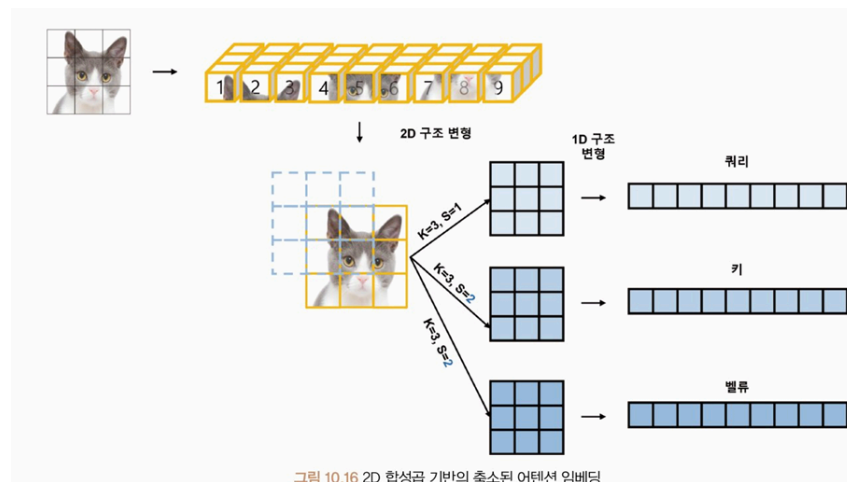 1 2 3 4 5 6 7 8 9
2D 구조 변형
1D 구조
변형
쿼리
K=3, S=1
키
K=3, S=2
K=3, S=2
벨류
그림 10.16 2D 합성곱 기반의 축소된 어텐션 임베딩